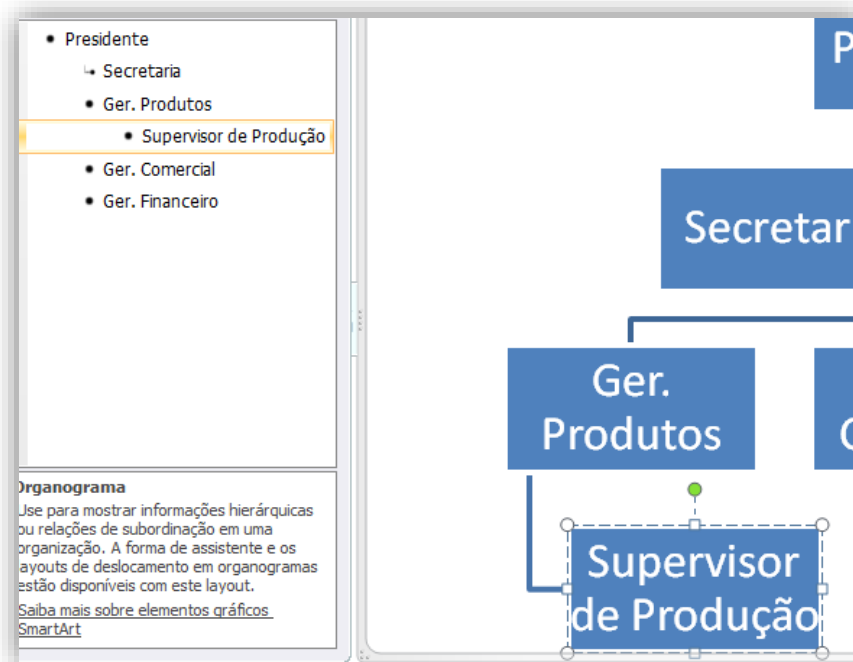 Presidente
Secretaria
Ger. Produtos
Supervisor de Produção
Ger. Comercial
Ger. Financeiro
Organograma
Use para mostrar informações hierárquicas
ou relações de subordinação em uma
organização. A forma de assistente e os
layouts de deslocamento em organogramas
estão disponíveis com este layout.
Saiba mais sobre elementos gráficos
SmartArt
P
Secretar
Ger.
Produtos
Supervisor
de Produção